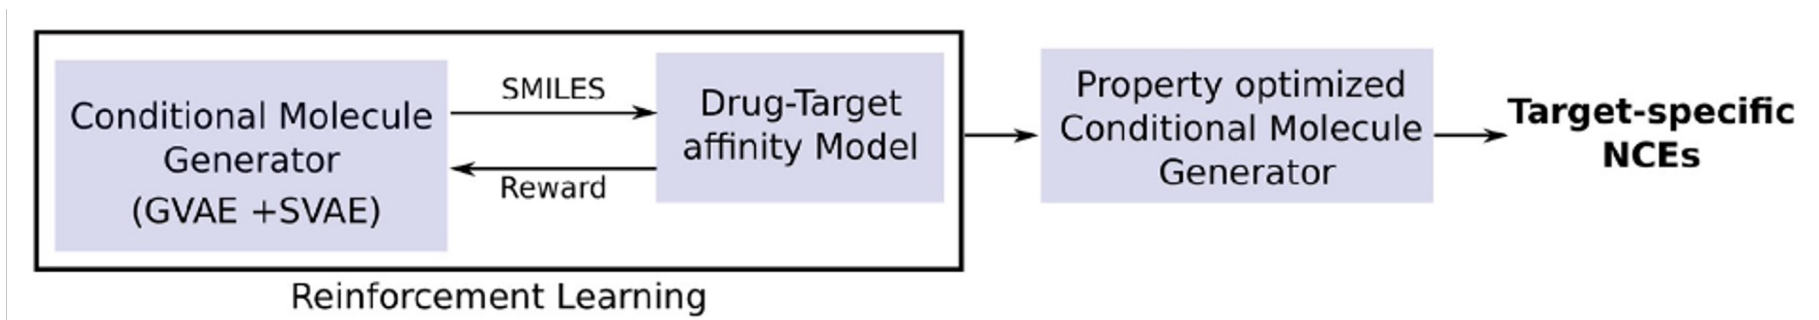 Conditional Molecule
Generator
(GVAE +SVAE)
SMILES
Reward
Drug-Target
affinity Model
Reinforcement Learning
Property optimized
Conditional Molecule
Generator
Target-specific
NCEs